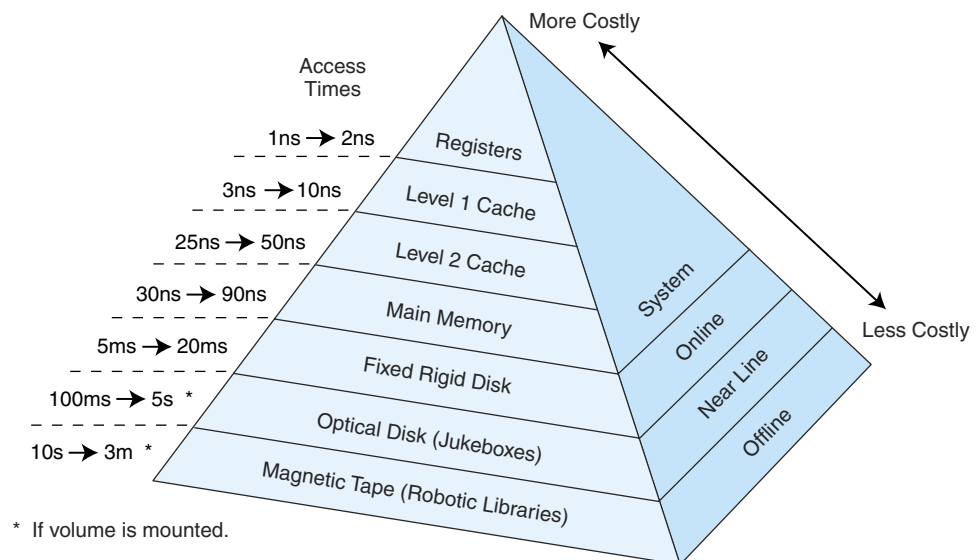 More Costly
Access
Times
1ns → 2ns
Registers
3ns → 10ns
Level 1 Cache
25ns → 50ns
Level 2 Cache
System
30ns → 90ns
Main Memory
Online
Less Costly
5ms → 20ms
Fixed Rigid Disk
Near Line
100ms → 5s *
Optical Disk (Jukeboxes)
Offline
10s → 3m *
Magnetic Tape (Robotic Libraries)
* If volume is mounted.